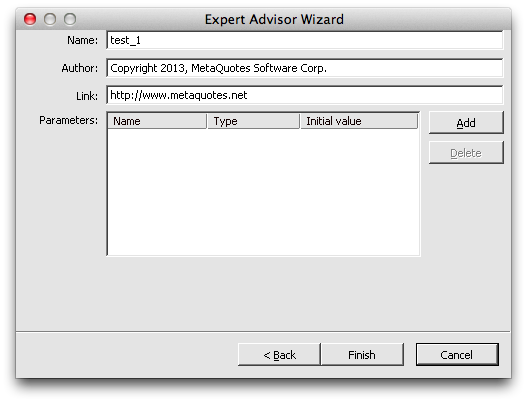 Expert Advisor Wizard
Name: test_1
Author: Copyright 2013, MetaQuotes Software Corp.
Link: http://www.metaquotes.net
Parameters: Name Type Initial value
Add
Delete
< Back Finish Cancel